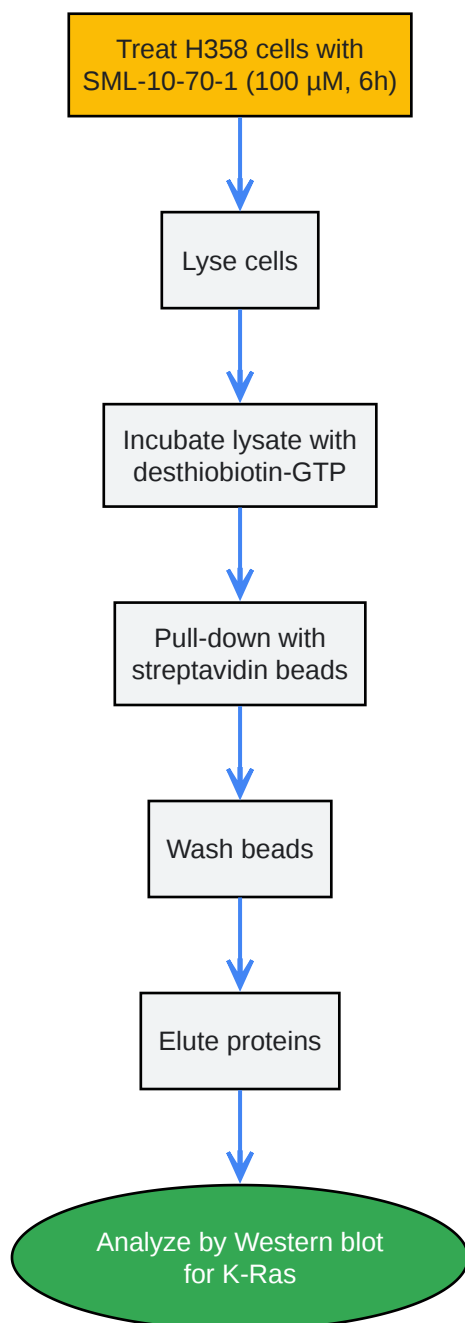 Treat H358 cells with
SML-10-70-1 (100 µM, 6h)
Lyse cells
Incubate lysate with
desthiobiotin-GTP
Pull-down with
streptavidin beads
Wash beads
Elute proteins
Analyze by Western blot
for K-Ras